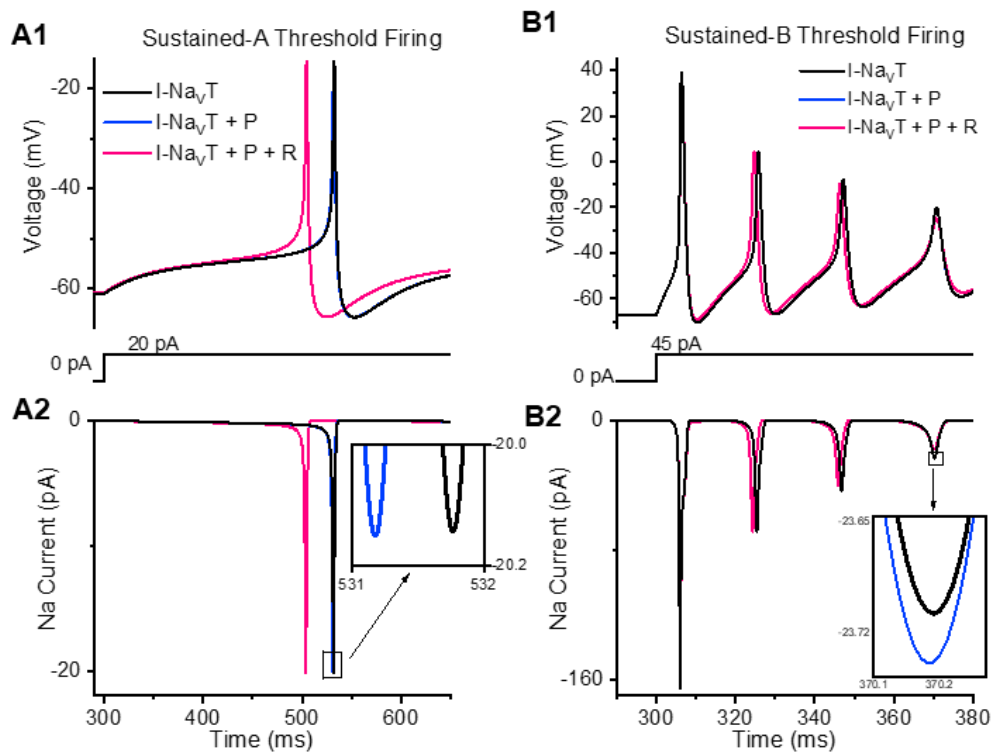 A1
Sustained-A Threshold Firing
I-NaVT
I-NaVT + P
I-NaVT + P + R
Voltage (mV)
-20
-40
-60
0 pA
20 pA
B1
Sustained-B Threshold Firing
I-NaVT
I-NaVT + P
I-NaVT + P + R
Voltage (mV)
40
20
0
-20
-40
-60
0 pA
45 pA
A2
Na Current (pA)
0
-10
-20
-20.0
-20.2
531
532
300
400
500
600
Time (ms)
B2
Na Current (pA)
0
-80
-160
-23.65
-23.72
370.1
370.2
300
320
340
360
380
Time (ms)